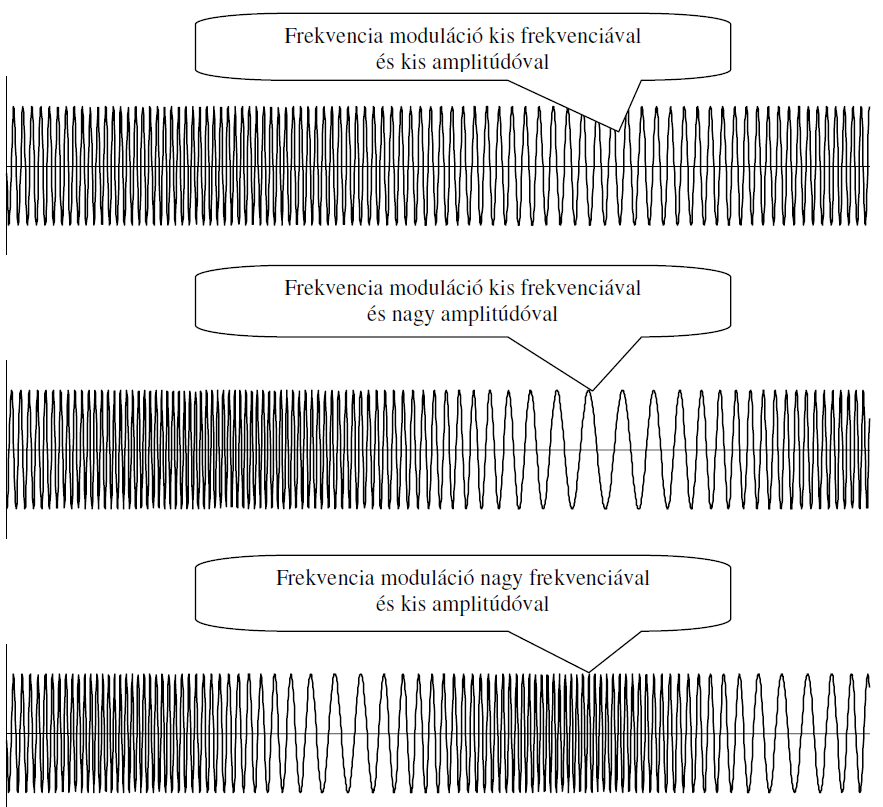 Frekvencia moduláció kis frekvenciával
és kis amplitúdóval
Frekvencia moduláció kis frekvenciával
és nagy amplitúdóval
Frekvencia moduláció nagy frekvenciával
és kis amplitúdóval